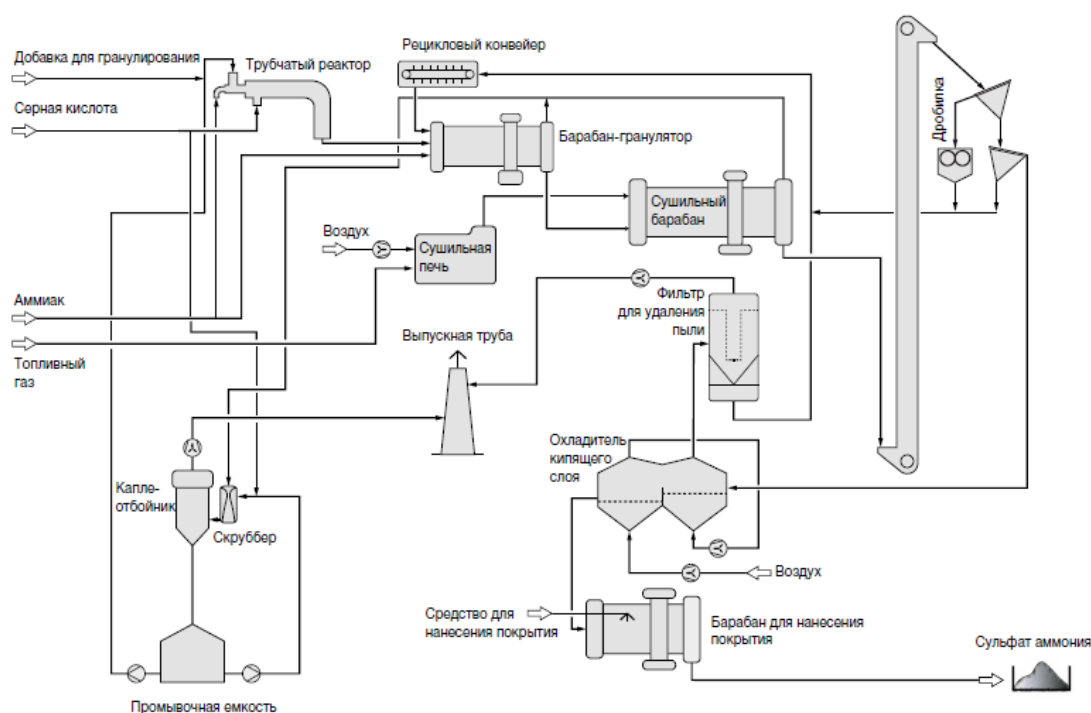 Добавка для гранулирования
Трубчатый реактор
Рецикловый конвейер
Серная кислота
Барабан-гранулятор
Дробилка
Сушильный
барабан
Воздух
Сушильная
печь
Аммиак
Топливный
газ
Выпускная труба
Фильтр
для удаления
пыли
Охладитель
кипящего
слоя
Капле-
отбойник
Скруббер
Воздух
Средство для
нанесения покрытия
Барабан для нанесения
покрытия
Сульфат аммония
Промывочная емкость